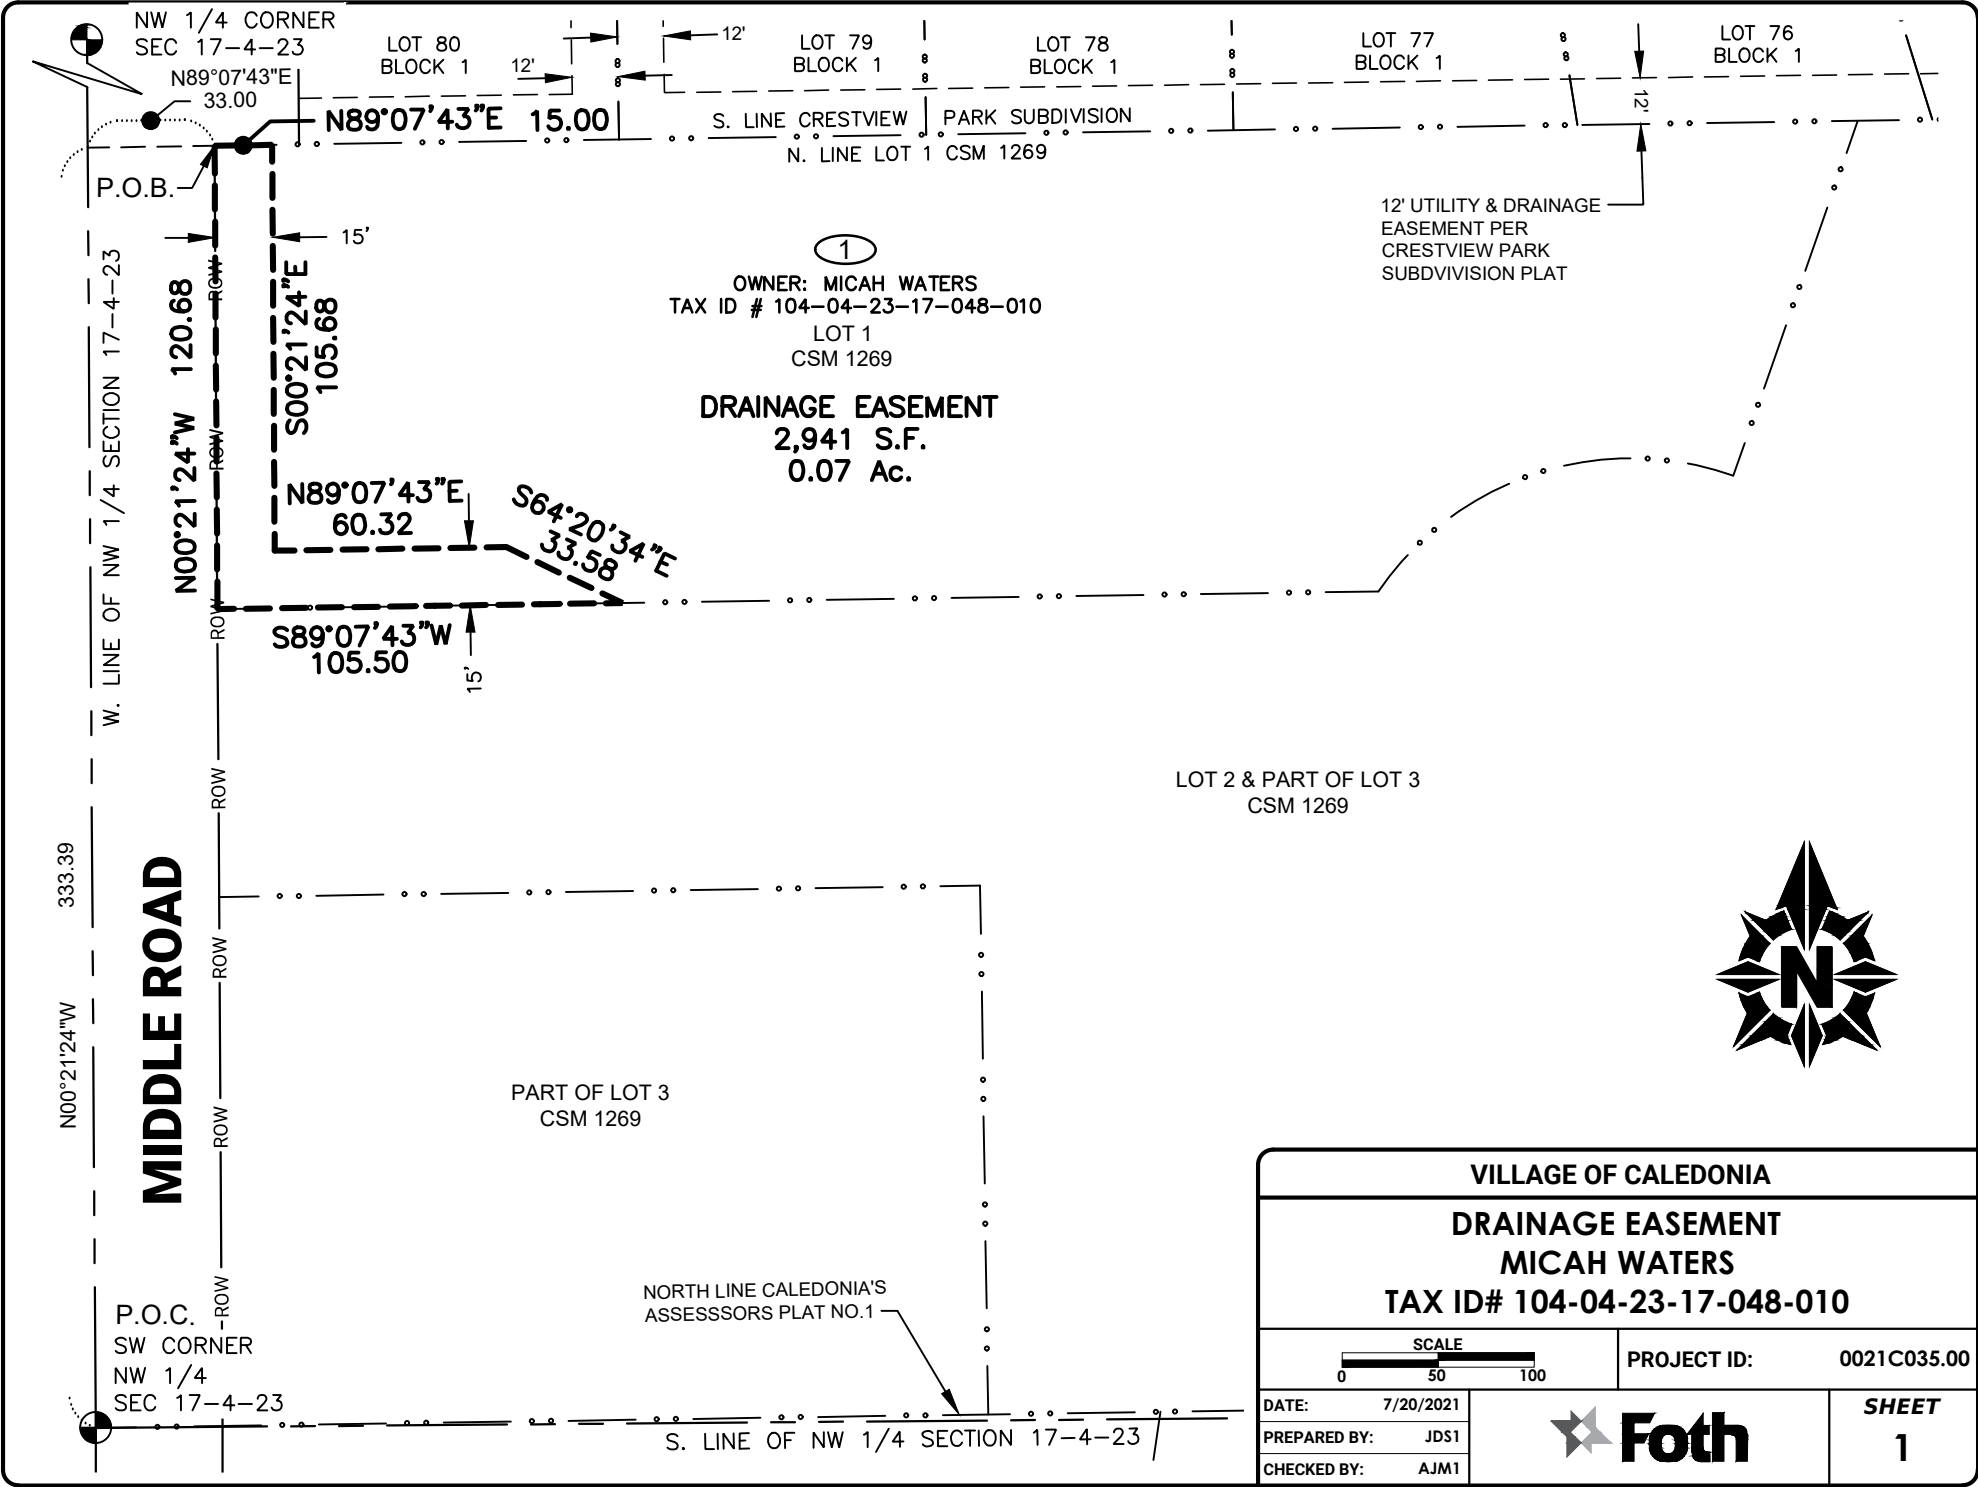 NW 1/4 CORNER
SEC 17-4-23
N89°07'43"E
33.00
LOT 80
BLOCK 1
12'
12'
LOT 79
BLOCK 1
LOT 78
BLOCK 1
LOT 77
BLOCK 1
LOT 76
BLOCK 1
12'
N89°07'43"E 15.00
S. LINE CRESTVIEW PARK SUBDIVISION
N. LINE LOT 1 CSM 1269
P.O.B.
15'
12' UTILITY & DRAINAGE
EASEMENT PER
CRESTVIEW PARK
SUBDVIVISION PLAT
1
OWNER: MICAH WATERS
TAX ID # 104-04-23-17-048-010
LOT 1
CSM 1269
DRAINAGE EASEMENT
2,941 S.F.
0.07 Ac.
W. LINE OF NW 1/4 SECTION 17-4-23
N00°21'24"W 120.68
ROW
ROW
S00°21'24"E
105.68
N89°07'43"E
60.32
S64°20'34"E
33.58
S89°07'43"W
105.50
15'
ROW
ROW
LOT 2 & PART OF LOT 3
CSM 1269
N00°21'24"W
333.39
MIDDLE ROAD
ROW
ROW
ROW
PART OF LOT 3
CSM 1269
N
NORTH LINE CALEDONIA'S
ASSESSSORS PLAT NO.1
P.O.C.
SW CORNER
NW 1/4
SEC 17-4-23
S. LINE OF NW 1/4 SECTION 17-4-23
VILLAGE OF CALEDONIA
DRAINAGE EASEMENT
MICAH WATERS
TAX ID# 104-04-23-17-048-010
SCALE
0 50 100
PROJECT ID: 0021C035.00
DATE: 7/20/2021
PREPARED BY: JDS1
CHECKED BY: AJM1
Foth
SHEET
1